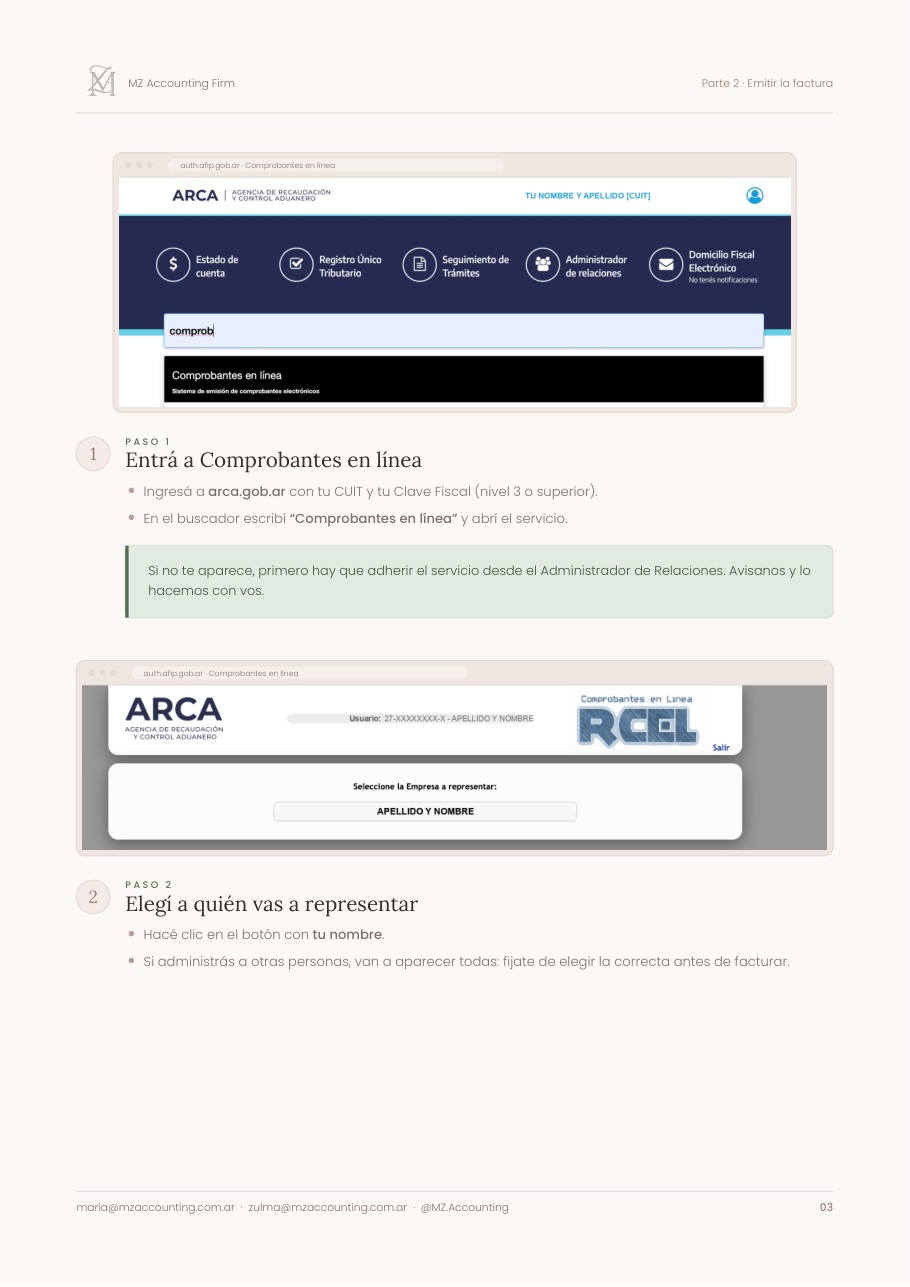 MZ Accounting Firm
Parte 2 · Emitir la factura
auth.afip.gob.ar · Comprobantes en línea
ARCA | AGENCIA DE RECAUDACIÓN
Y CONTROL ADUANERO
TU NOMBRE Y APELLIDO [CUIT]
Estado de
cuenta
Registro Único
Tributario
Seguimiento de
Trámites
Administrador
de relaciones
Domicilio Fiscal
Electrónico
No tenés notificaciones
comprob
Comprobantes en línea
Sistema de emisión de comprobantes electrónicos
1
PASO 1
Entrá a Comprobantes en línea
• Ingresá a arca.gob.ar con tu CUIT y tu Clave Fiscal (nivel 3 o superior).
• En el buscador escribí “Comprobantes en línea” y abrí el servicio.
Si no te aparece, primero hay que adherir el servicio desde el Administrador de Relaciones. Avisanos y lo
hacemos con vos.
auth.afip.gob.ar · Comprobantes en línea
ARCA
AGENCIA DE RECAUDACIÓN
Y CONTROL ADUANERO
Usuario: 27-XXXXXXXX-X - APELLIDO Y NOMBRE
Comprobantes en Línea
RCEL
Salir
Seleccione la Empresa a representar:
APELLIDO Y NOMBRE
2
PASO 2
Elegí a quién vas a representar
• Hacé clic en el botón con tu nombre.
• Si administrás a otras personas, van a aparecer todas: fijate de elegir la correcta antes de facturar.
maria@mzaccounting.com.ar · zulma@mzaccounting.com.ar · @MZ.Accounting
03